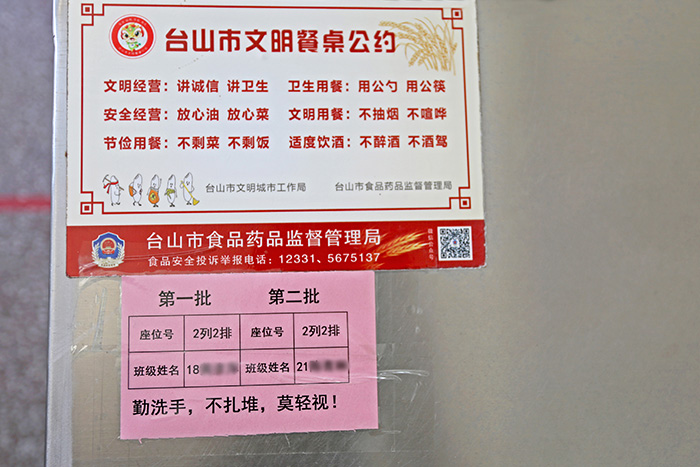 台山市文明餐桌公约
文明经营：讲诚信 讲卫生 卫生用餐：用公勺 用公筷
安全经营：放心油 放心菜 文明用餐：不抽烟 不喧哗
节俭用餐：不剩菜 不剩饭 适度饮酒：不醉酒 不酒驾
台山市文明城市工作局 台山市食品药品监督管理局
台山市食品药品监督管理局
食品安全投诉举报电话：12331、5675137
微信公众号
第一批 第二批
座位号 2列2排 座位号 2列2排
班级姓名 18 班级姓名 21
勤洗手，不扎堆，莫轻视！